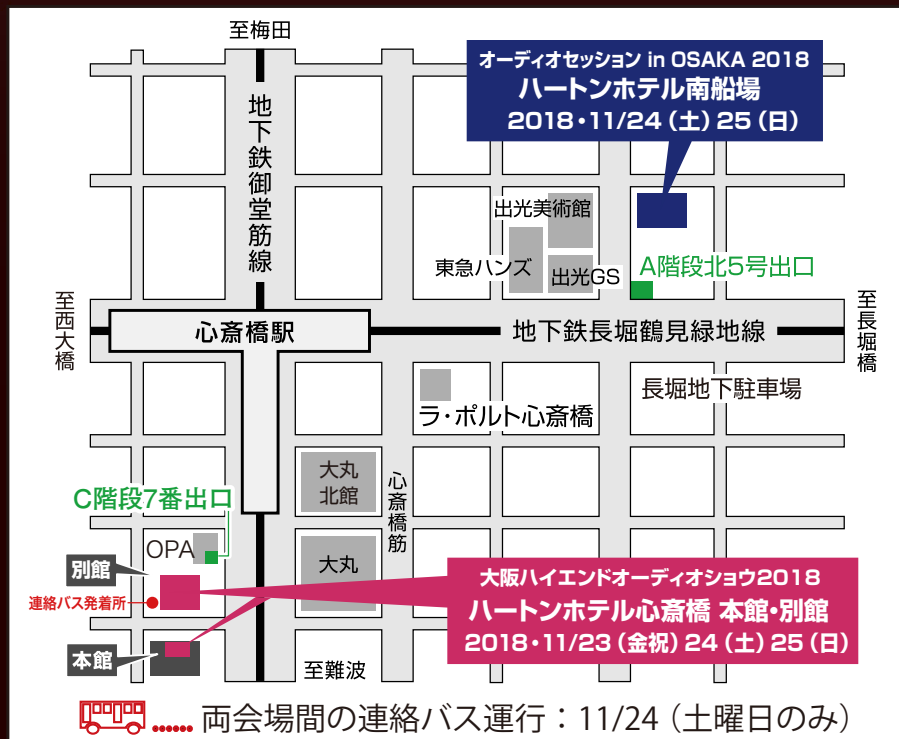 至梅田
オーディオセッション in OSAKA 2018
ハートンホテル南船場
2018・11/24（土）25（日）
地下鉄御堂筋線
出光美術館
東急ハンズ
出光GS
A階段北5号出口
至西大橋
心斎橋駅
地下鉄長堀鶴見緑地線
至長堀橋
ラ・ポルト心斎橋
長堀地下駐車場
大丸
北館
心斎橋筋
C階段7番出口
OPA
大丸
別館
連絡バス発着所
大阪ハイエンドオーディオショウ2018
ハートンホテル心斎橋 本館・別館
2018・11/23（金祝）24（土）25（日）
本館
至難波
...... 両会場間の連絡バス運行：11/24（土曜日のみ）